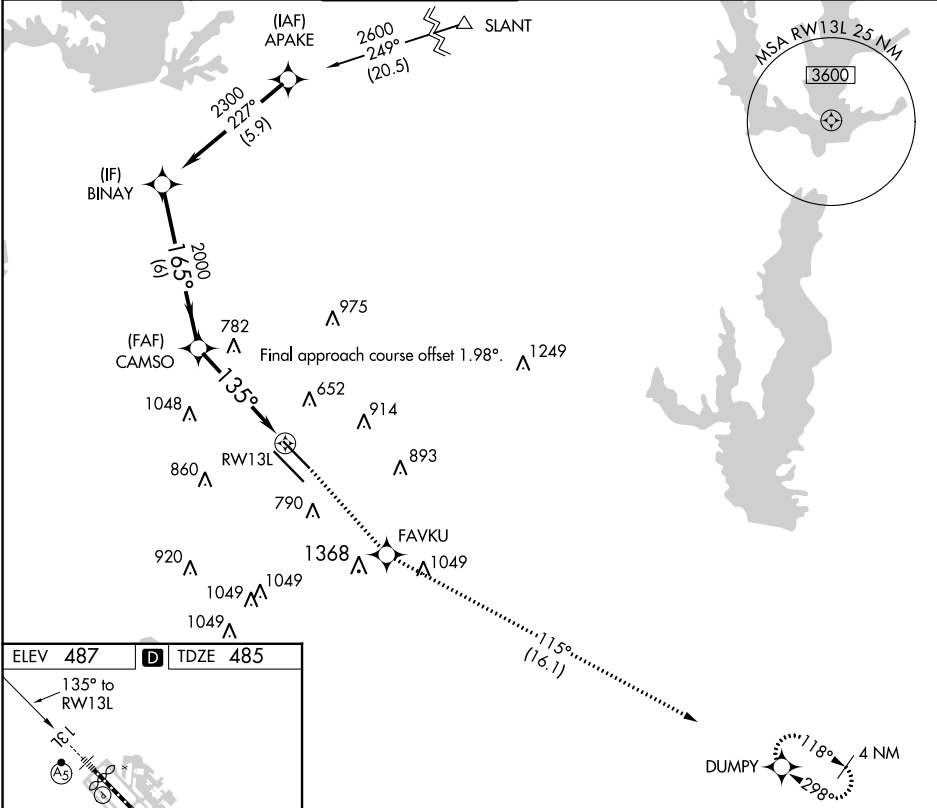 (IAF)
APAKE
2600
249°
(20.5)
SLANT
MSA RW13L 25 NM
3600
2300
227°
(5.9)
(IF)
BINAY
2000
165°
(6)
975
782
(FAF)
CAMSO
Final approach course offset 1.98°.
1249
135°
652
1048
914
RW13L
893
860
790
FAVKU
1368
1049
920
1049
1049
1049
115°
(16.1)
ELEV 487
D
TDZE 485
135° to
RW13L
13L
A5
P
x
DUMPY
118°
4 NM
298°